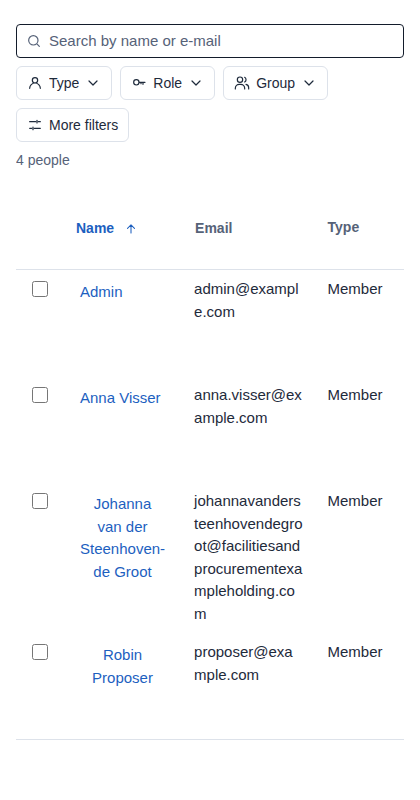 Search by name or e-mail
Type
Role
Group
More filters
4 people
Name
Email
Type
Admin
admin@exampl
e.com
Member
Anna Visser
anna.visser@ex
ample.com
Member
Johanna
van der
Steenhoven-
de Groot
johannavanders
teenhovendegro
ot@facilitiesand
procurementexa
mpleholding.co
m
Member
Robin
Proposer
proposer@exa
mple.com
Member